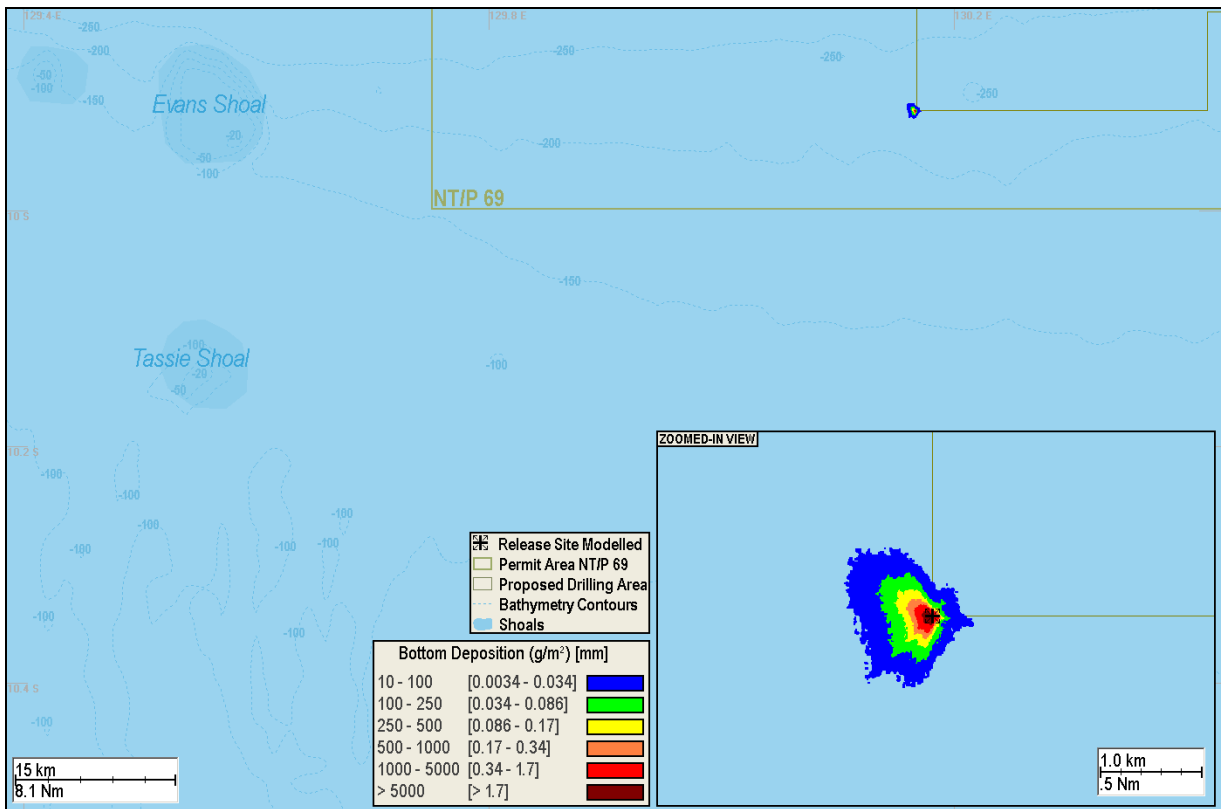 129.4 E
129.8 E
130.2 E
-250
-200
-50
-100
-150
Evans Shoal
-20
-50
-100
-250
-250
-250
-200
NT/P 69
10 S
-150
-100
Tassie Shoal
-100
-20
-50
10.2 S
-100
-100
-100
-100
-100
-100
-100
-100
-100
-100
-100
10.4 S
-100
ZOOMED-IN VIEW
Release Site Modelled
Permit Area NT/P 69
Proposed Drilling Area
Bathymetry Contours
Shoals
Bottom Deposition (g/m²) [mm]
10 - 100 [0.0034 - 0.034]
100 - 250 [0.034 - 0.086]
250 - 500 [0.086 - 0.17]
500 - 1000 [0.17 - 0.34]
1000 - 5000 [0.34 - 1.7]
> 5000 [> 1.7]
15 km
8.1 Nm
1.0 km
.5 Nm